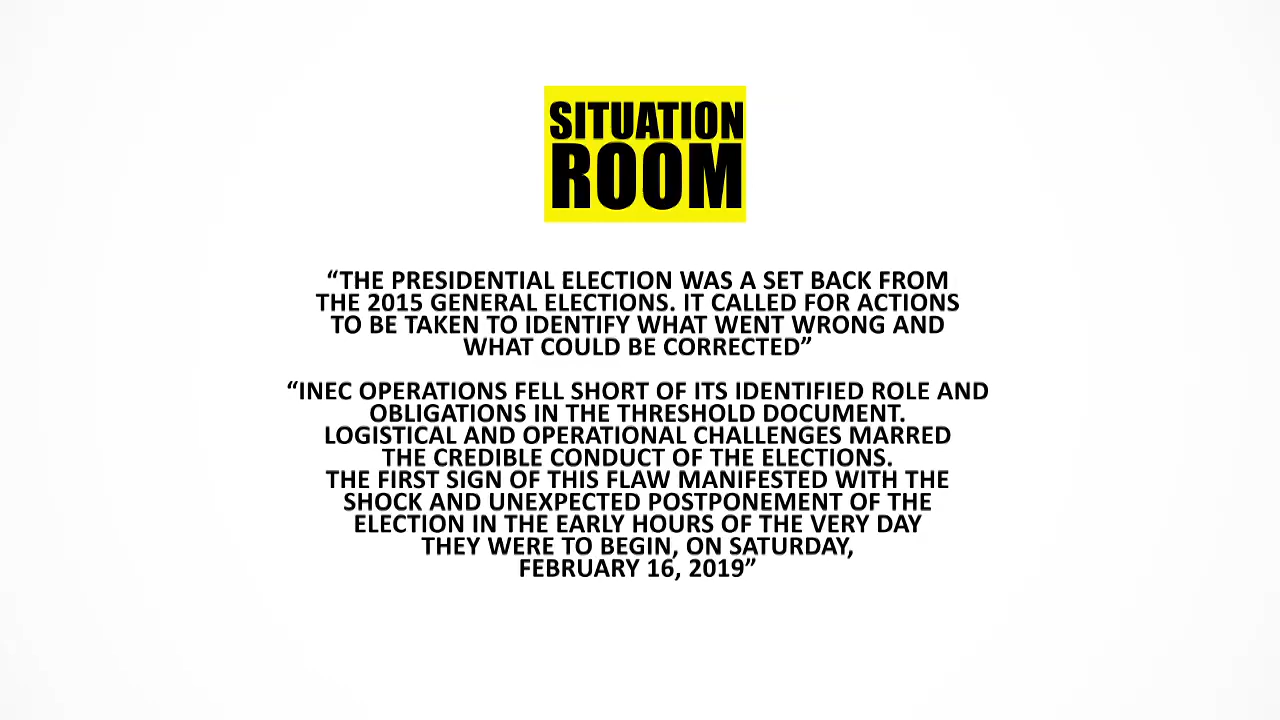 SITUATION
ROOM
“THE PRESIDENTIAL ELECTION WAS A SET BACK FROM
THE 2015 GENERAL ELECTIONS. IT CALLED FOR ACTIONS
TO BE TAKEN TO IDENTIFY WHAT WENT WRONG AND
WHAT COULD BE CORRECTED”
“INEC OPERATIONS FELL SHORT OF ITS IDENTIFIED ROLE AND
OBLIGATIONS IN THE THRESHOLD DOCUMENT.
LOGISTICAL AND OPERATIONAL CHALLENGES MARRED
THE CREDIBLE CONDUCT OF THE ELECTIONS.
THE FIRST SIGN OF THIS FLAW MANIFESTED WITH THE
SHOCK AND UNEXPECTED POSTPONEMENT OF THE
ELECTION IN THE EARLY HOURS OF THE VERY DAY
THEY WERE TO BEGIN, ON SATURDAY,
FEBRUARY 16, 2019”